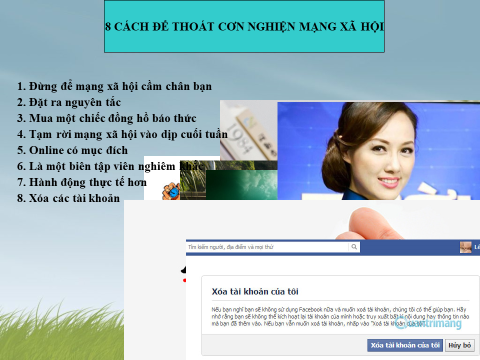 8 CÁCH ĐỂ THOÁT CƠN NGHIỆN MẠNG XÃ HỘI
1. Đừng để mạng xã hội cầm chân bạn
2. Đặt ra nguyên tắc
3. Mua một chiếc đồng hồ báo thức
4. Tạm rời mạng xã hội vào dịp cuối tuần
5. Online có mục đích
6. Là một biên tập viên nghiêm khắc
7. Hành động thực tế hơn
8. Xóa các tài khoản
1984
Tìm kiếm người, địa điểm và mọi thứ
Xóa tài khoản của tôi
Nếu bạn nghĩ bạn sẽ không sử dụng Facebook nữa và muốn xoá tài khoản, chúng tôi có thể giúp bạn. Hãy
nhớ rằng bạn sẽ không thể kích hoạt lại tài khoản của mình hoặc truy xuất bất kì nội dung hay thông tin nào
mà bạn đã thêm vào. Nếu bạn vẫn muốn xoá tài khoản, nhấp vào "Xoá tài khoản của tôi".
quantrimang
Xóa tài khoản của tôi
Hủy bỏ